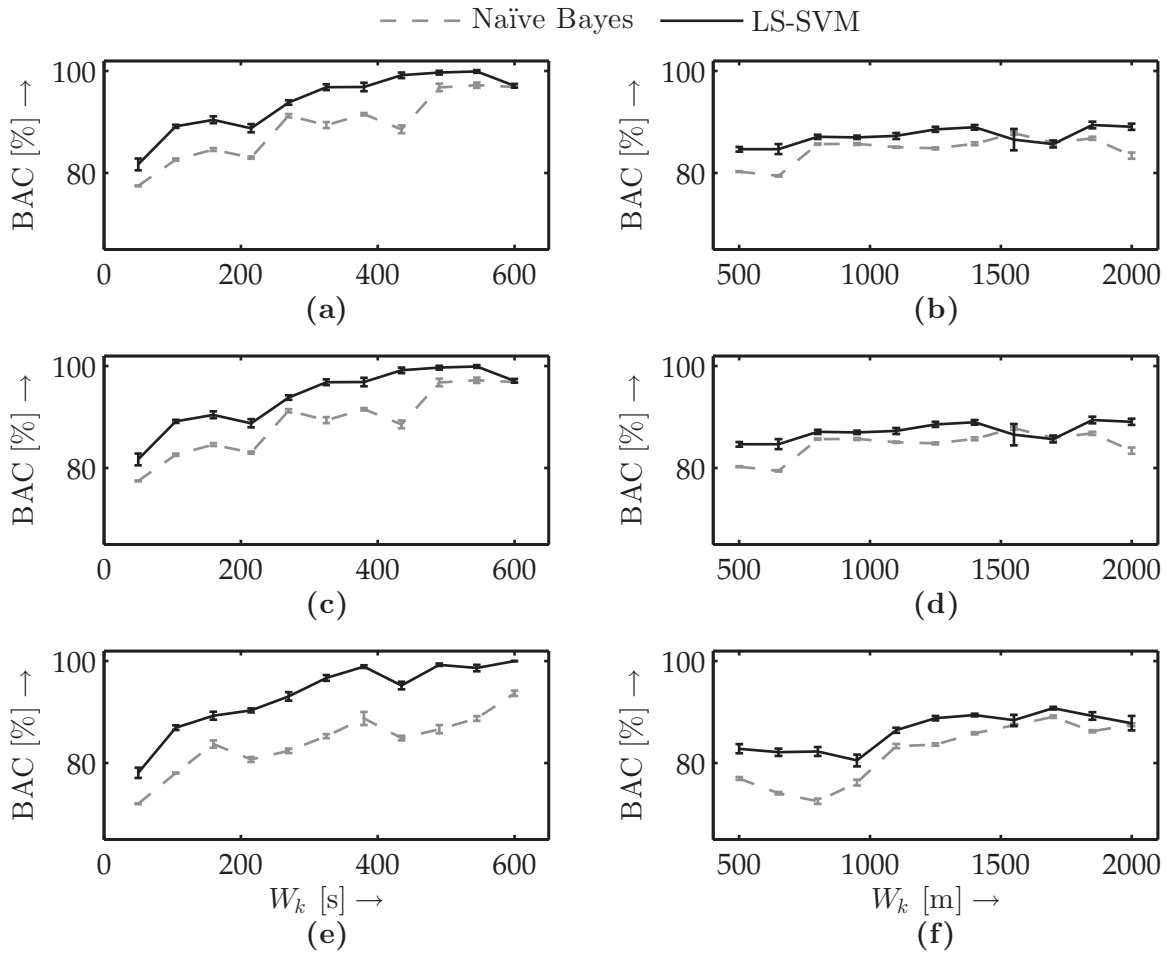 Naïve Bayes LS-SVM
100
80
BAC [%] →
0 200 400 600
(a)
100
80
BAC [%] →
500 1000 1500 2000
(b)
100
80
BAC [%] →
0 200 400 600
(c)
100
80
BAC [%] →
500 1000 1500 2000
(d)
100
80
BAC [%] →
0 200 400 600
W_k [s] →
(e)
100
80
BAC [%] →
500 1000 1500 2000
W_k [m] →
(f)